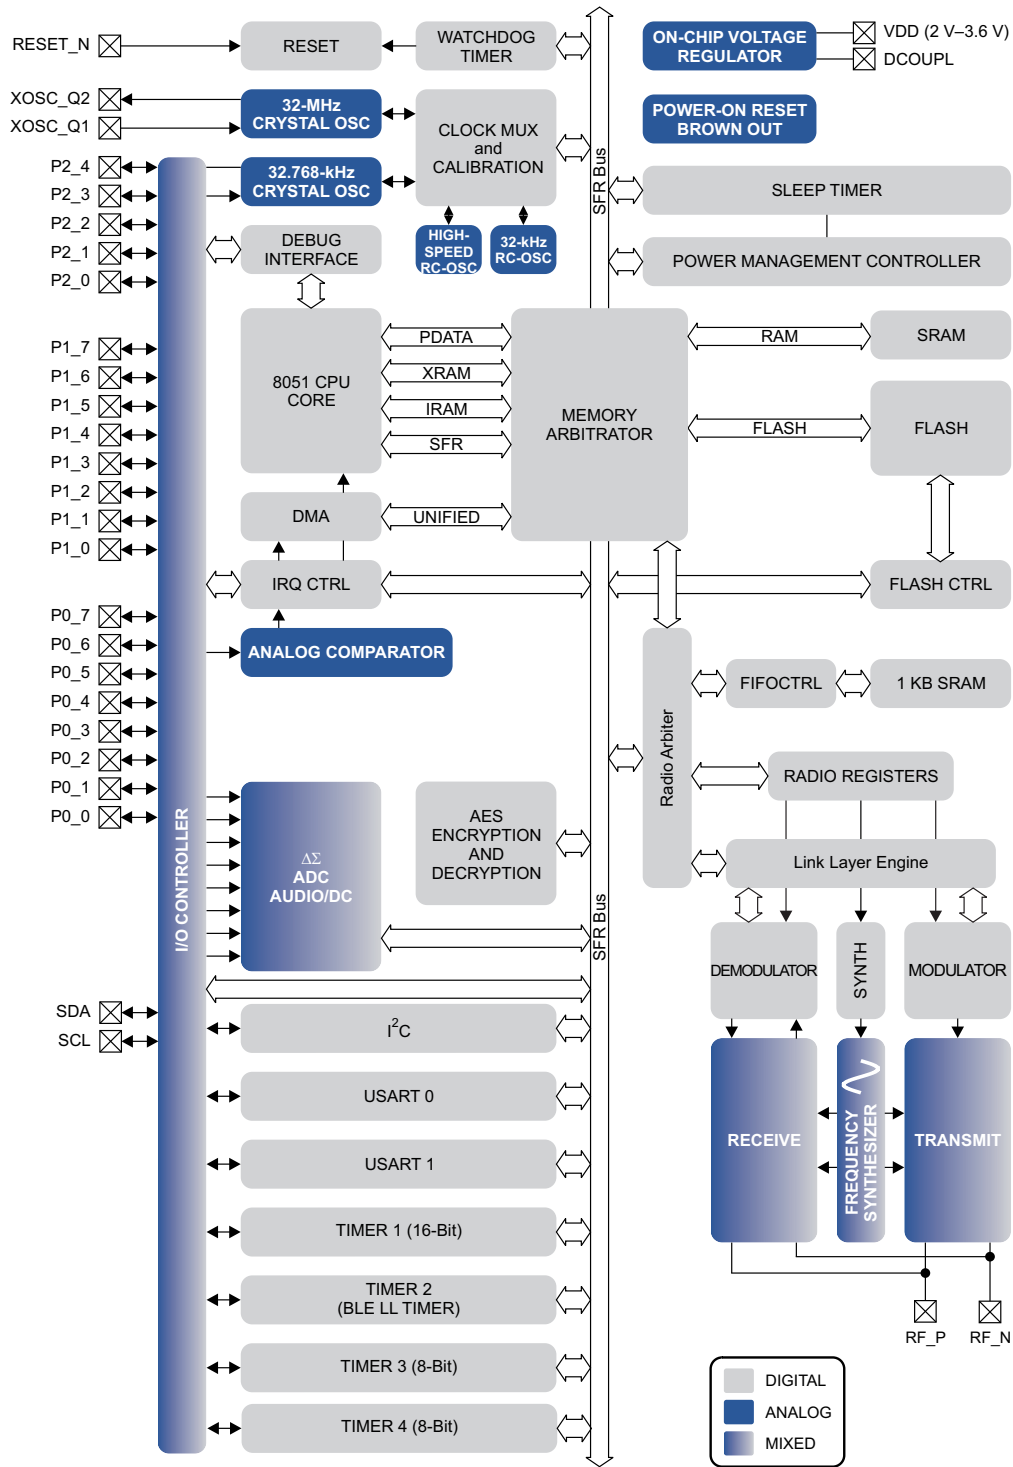 RESET_N
RESET
WATCHDOG
TIMER
ON-CHIP VOLTAGE
REGULATOR
VDD (2 V–3.6 V)
DCOUPL
XOSC_Q2
XOSC_Q1
32-MHz
CRYSTAL OSC
CLOCK MUX
and
CALIBRATION
POWER-ON RESET
BROWN OUT
SFR Bus
P2_4
P2_3
P2_2
P2_1
P2_0
32.768-kHz
CRYSTAL OSC
SLEEP TIMER
DEBUG
INTERFACE
HIGH-
SPEED
RC-OSC
32-kHz
RC-OSC
POWER MANAGEMENT CONTROLLER
P1_7
P1_6
P1_5
P1_4
P1_3
P1_2
P1_1
P1_0
8051 CPU
CORE
PDATA
XRAM
IRAM
SFR
MEMORY
ARBITRATOR
RAM
SRAM
FLASH
FLASH
DMA
UNIFIED
IRQ CTRL
FLASH CTRL
P0_7
P0_6
P0_5
P0_4
P0_3
P0_2
P0_1
P0_0
ANALOG COMPARATOR
Radio Arbiter
FIFOCTRL
1 KB SRAM
RADIO REGISTERS
I/O CONTROLLER
ΔΣ
ADC
AUDIO/DC
AES
ENCRYPTION
AND
DECRYPTION
Link Layer Engine
SFR Bus
DEMODULATOR
SYNTH
MODULATOR
SDA
SCL
I²C
USART 0
USART 1
TIMER 1 (16-Bit)
TIMER 2
(BLE LL TIMER)
TIMER 3 (8-Bit)
TIMER 4 (8-Bit)
RECEIVE
FREQUENCY
SYNTHESIZER
TRANSMIT
RF_P
RF_N
DIGITAL
ANALOG
MIXED